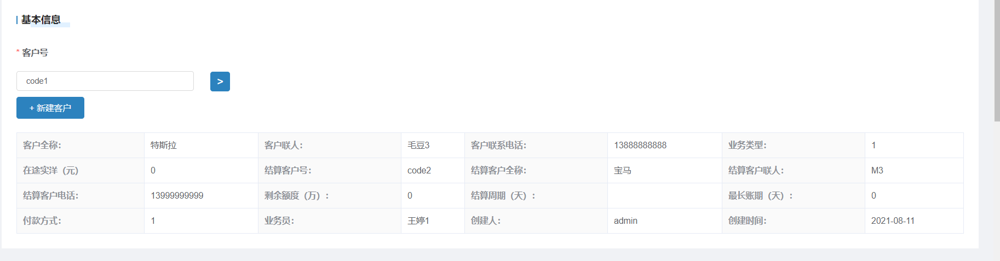 基本信息
* 客户号
code1 >
+ 新建客户
客户全称： 特斯拉 客户联人： 毛豆3 客户联系电话： 13888888888 业务类型： 1
在途实洋（元） 0 结算客户号： code2 结算客户全称： 宝马 结算客户联人： M3
结算客户电话： 13999999999 剩余额度（万）： 0 结算周期（天）： 最长账期（天）： 0
付款方式： 1 业务员： 王婷1 创建人： admin 创建时间： 2021-08-11